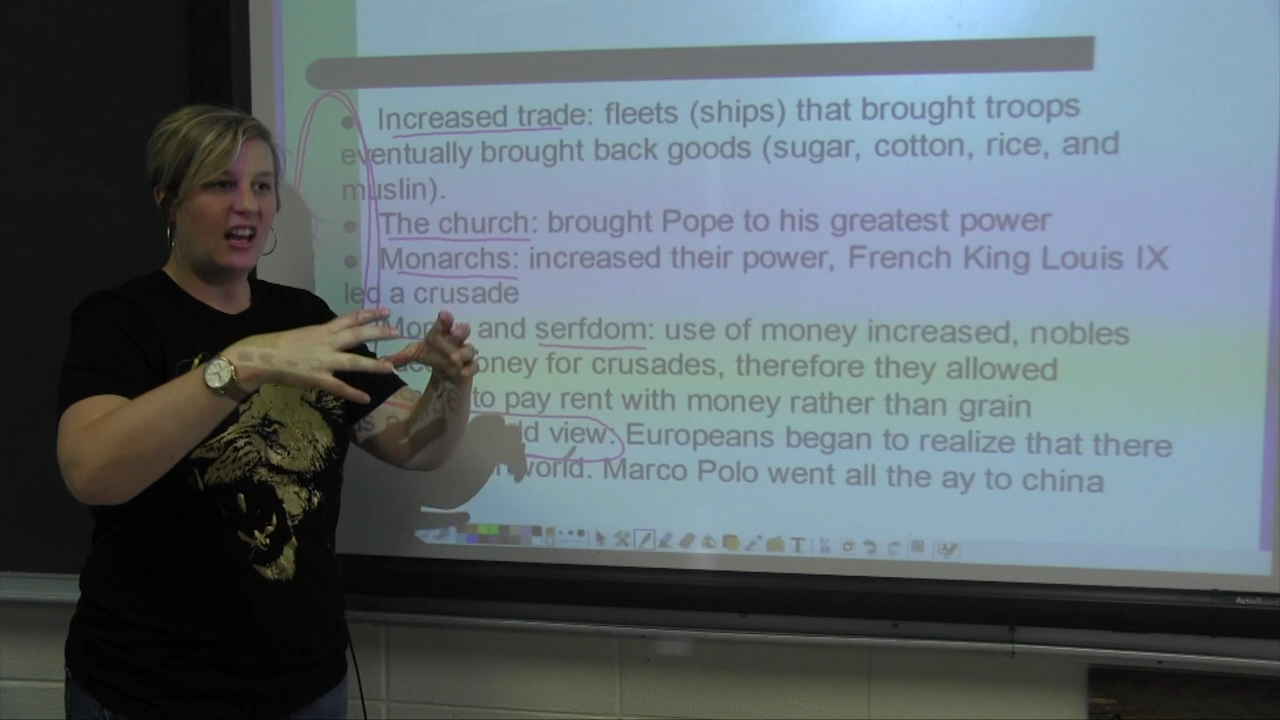 Increased trade: fleets (ships) that brought troops
eventually brought back goods (sugar, cotton, rice, and
muslin).
The church: brought Pope to his greatest power
Monarchs: increased their power, French King Louis IX
led a crusade
and serfdom: use of money increased, nobles
money for crusades, therefore they allowed
to pay rent with money rather than grain
view: Europeans began to realize that there
world. Marco Polo went all the ay to china
T